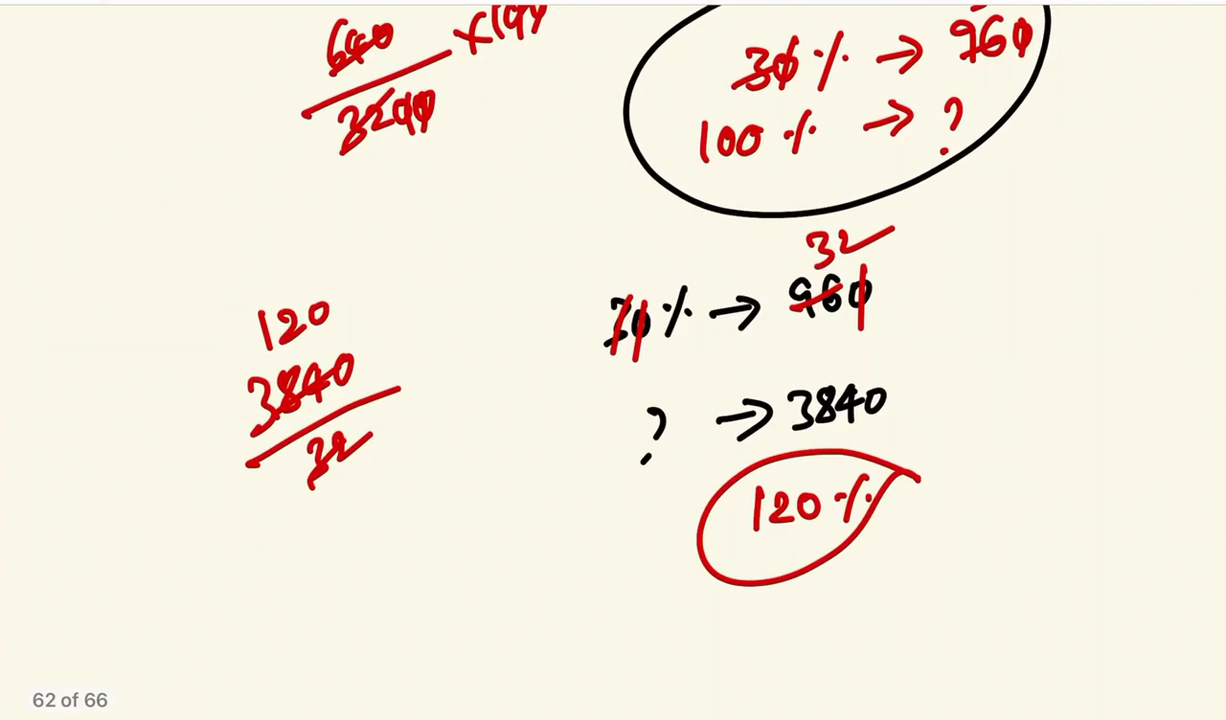 640
3200
×100
30% → 960
100% → ?
32
30% → 960
120
3840
32
? → 3840
120%
62 of 66